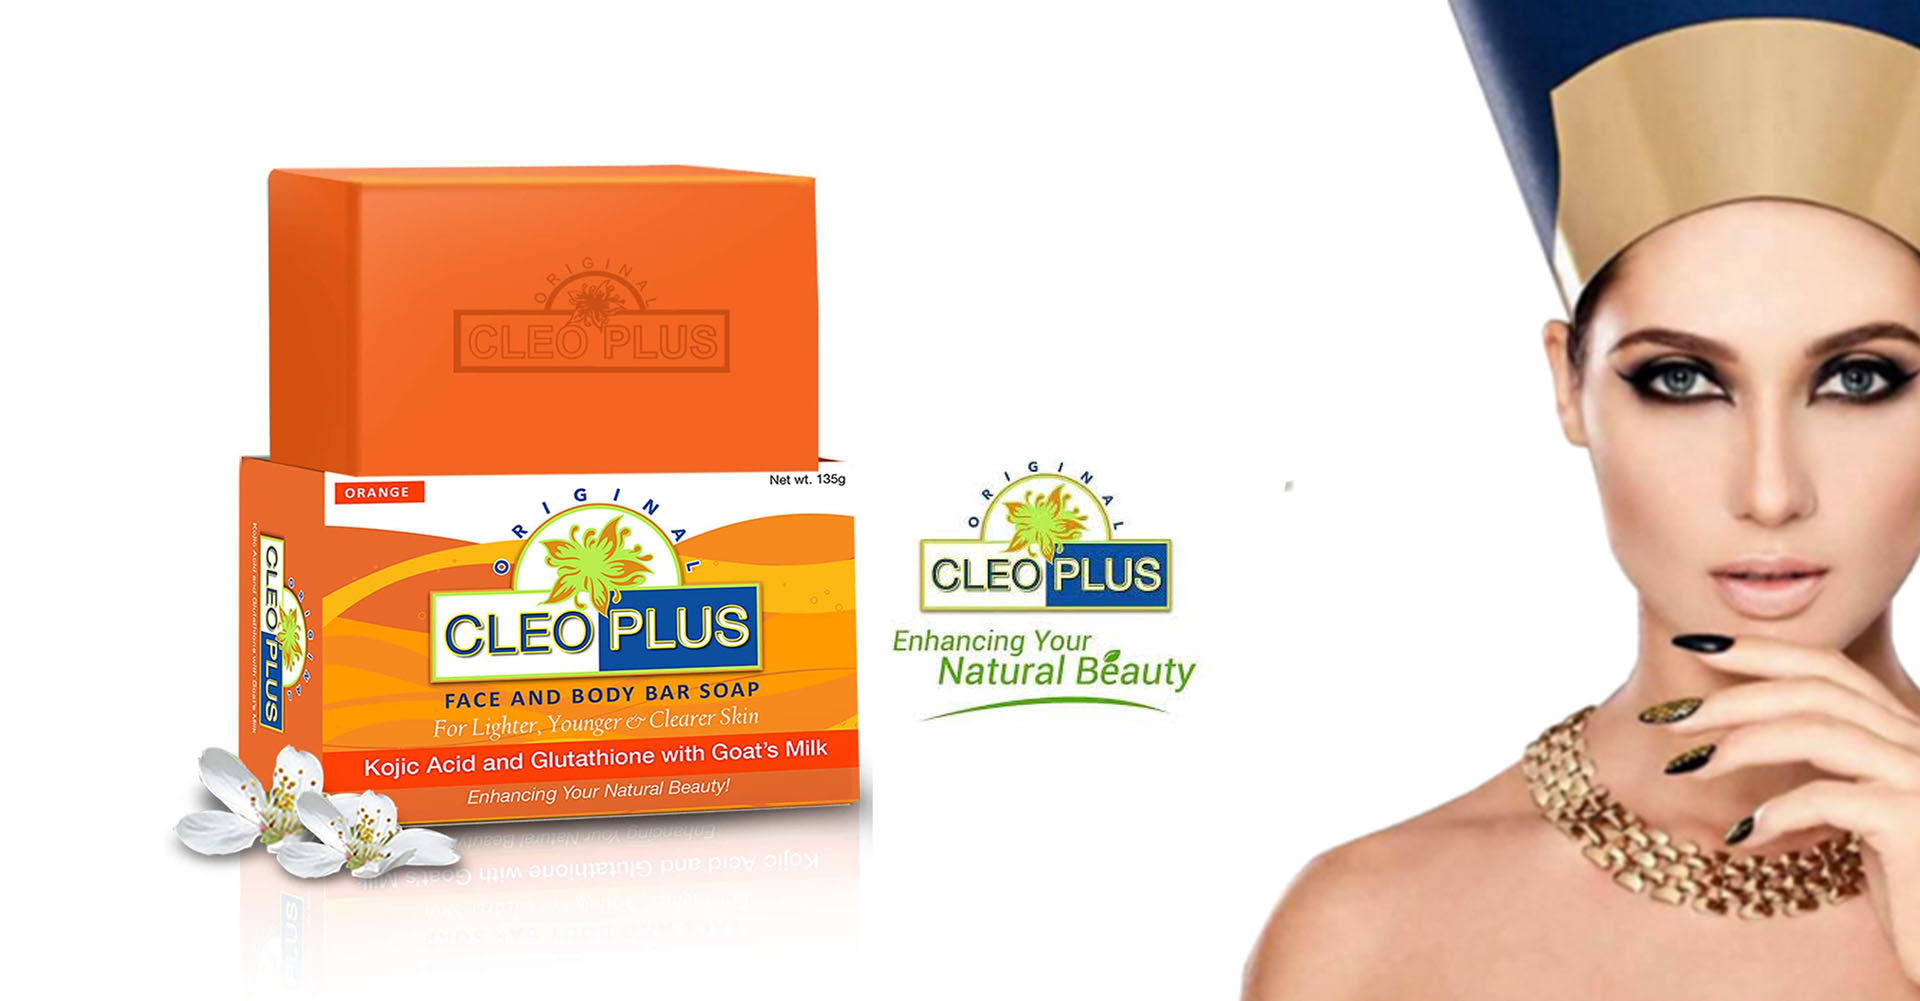 ORIGINAL
CLEO PLUS
ORANGE
Net wt. 135g
ORIGINAL
CLEO PLUS
FACE AND BODY BAR SOAP
For Lighter, Younger & Clearer Skin
Kojic Acid and Glutathione with Goat's Milk
Enhancing Your Natural Beauty!
Kojic Acid and Glutathione with Goat's Milk
ORIGINAL
CLEO PLUS
ORIGINAL
CLEO PLUS
Enhancing Your
Natural Beauty